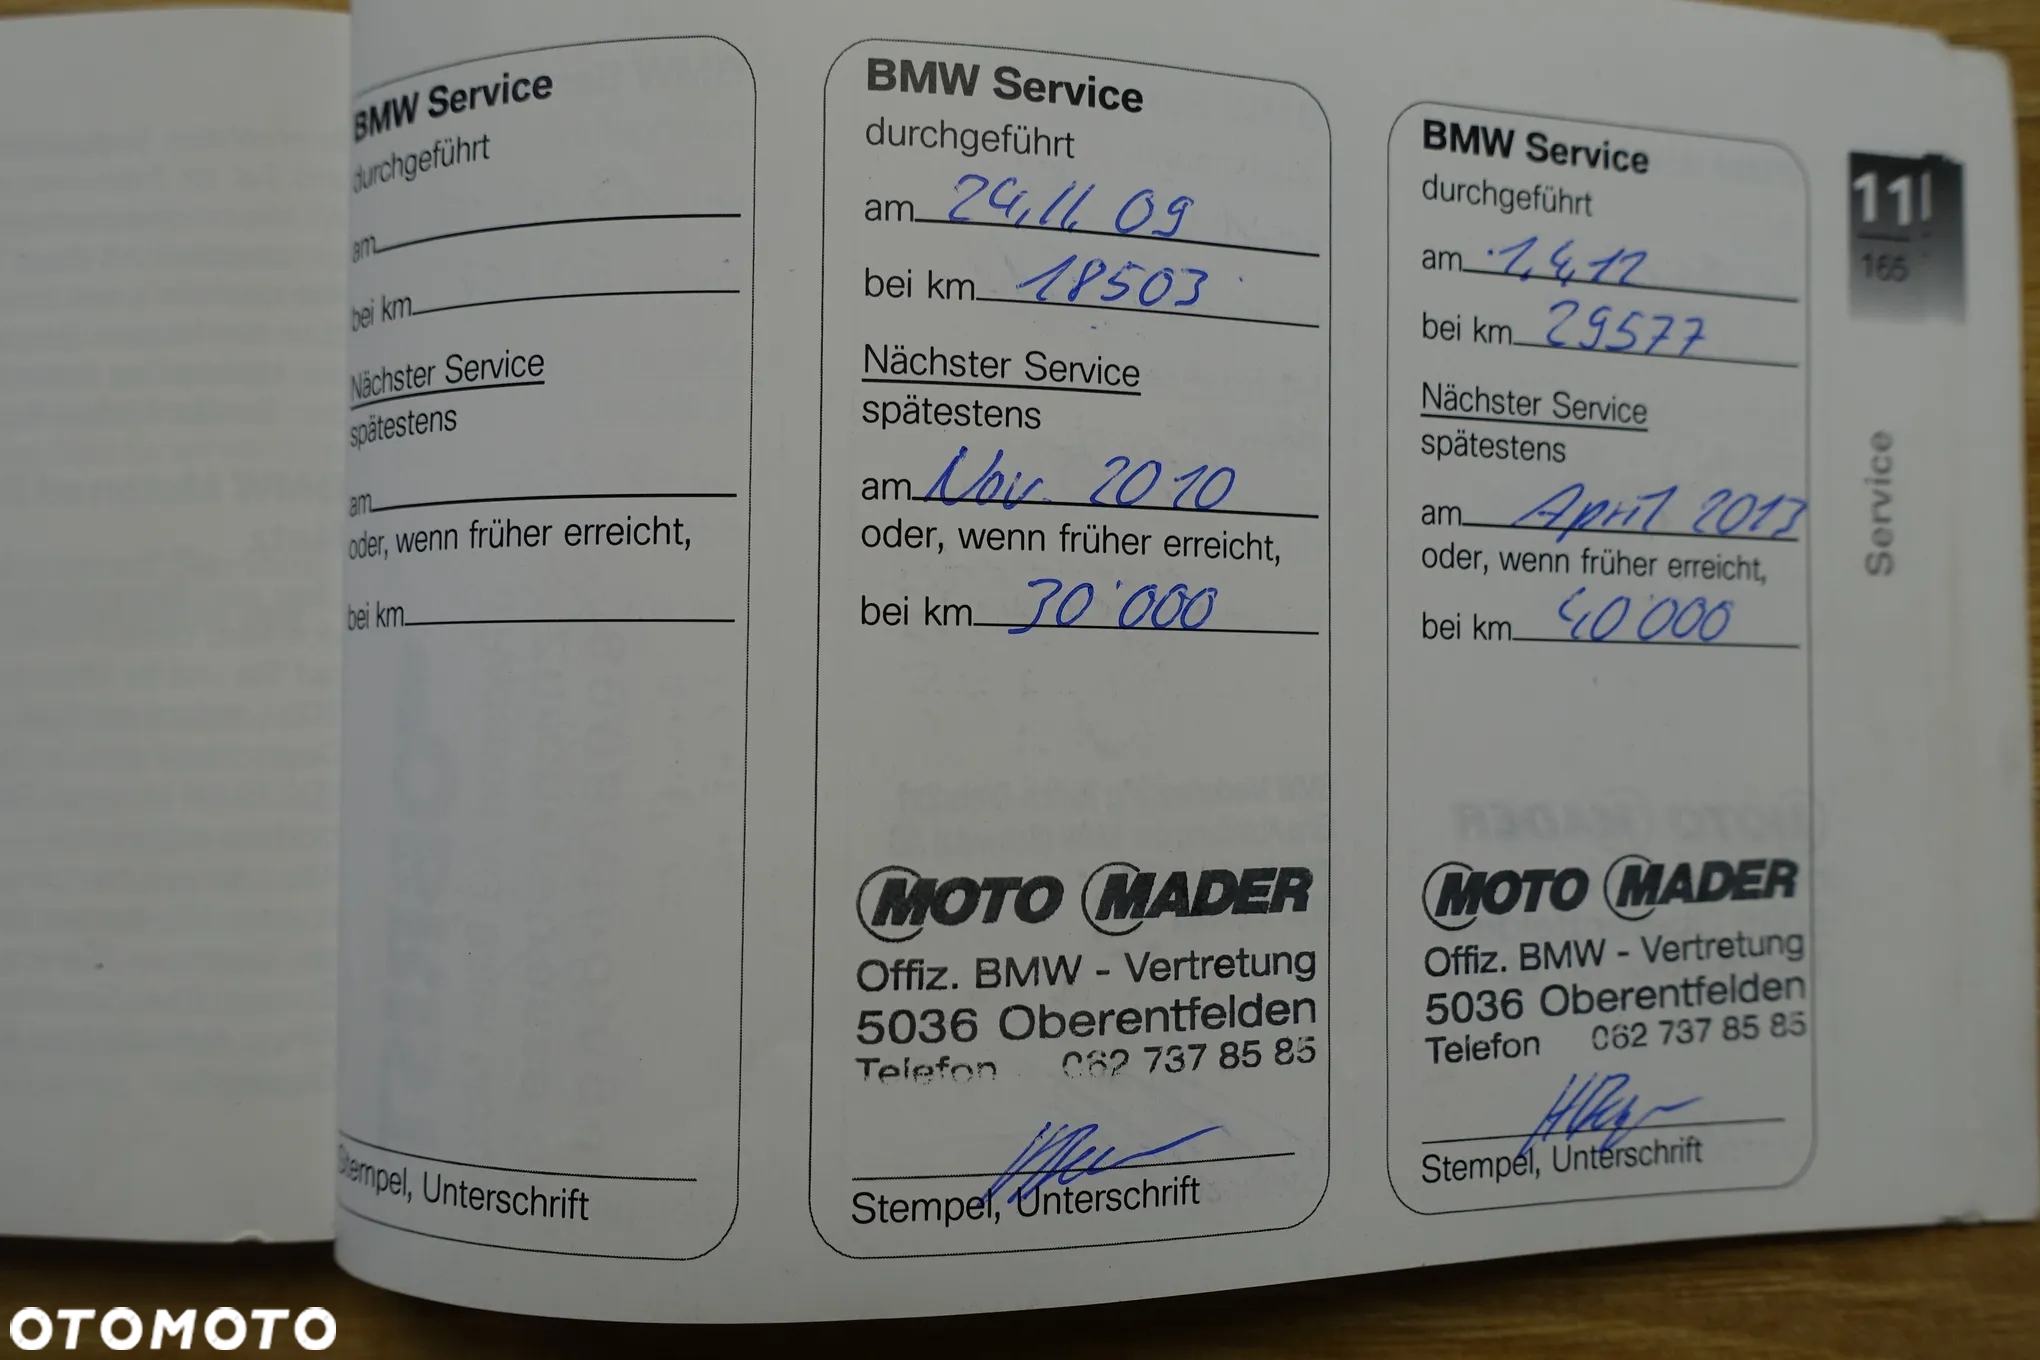 BMW Service
durchgeführt
am
bei km
Nächster Service
spätestens
am
oder, wenn früher erreicht,
bei km
Stempel, Unterschrift
BMW Service
durchgeführt
am 24.11.09
bei km 18503
Nächster Service
spätestens
am Nov. 2010
oder, wenn früher erreicht,
bei km 30'000
MOTO MADER
Offiz. BMW - Vertretung
5036 Oberentfelden
Telefon 062 737 85 85
Stempel, Unterschrift
BMW Service
durchgeführt
am 1.4.12
bei km 29577
Nächster Service
spätestens
am April 2013
oder, wenn früher erreicht,
bei km 40'000
MOTO MADER
Offiz. BMW - Vertretung
5036 Oberentfelden
Telefon 062 737 85 85
Stempel, Unterschrift
11
165
Service
OTOMOTO